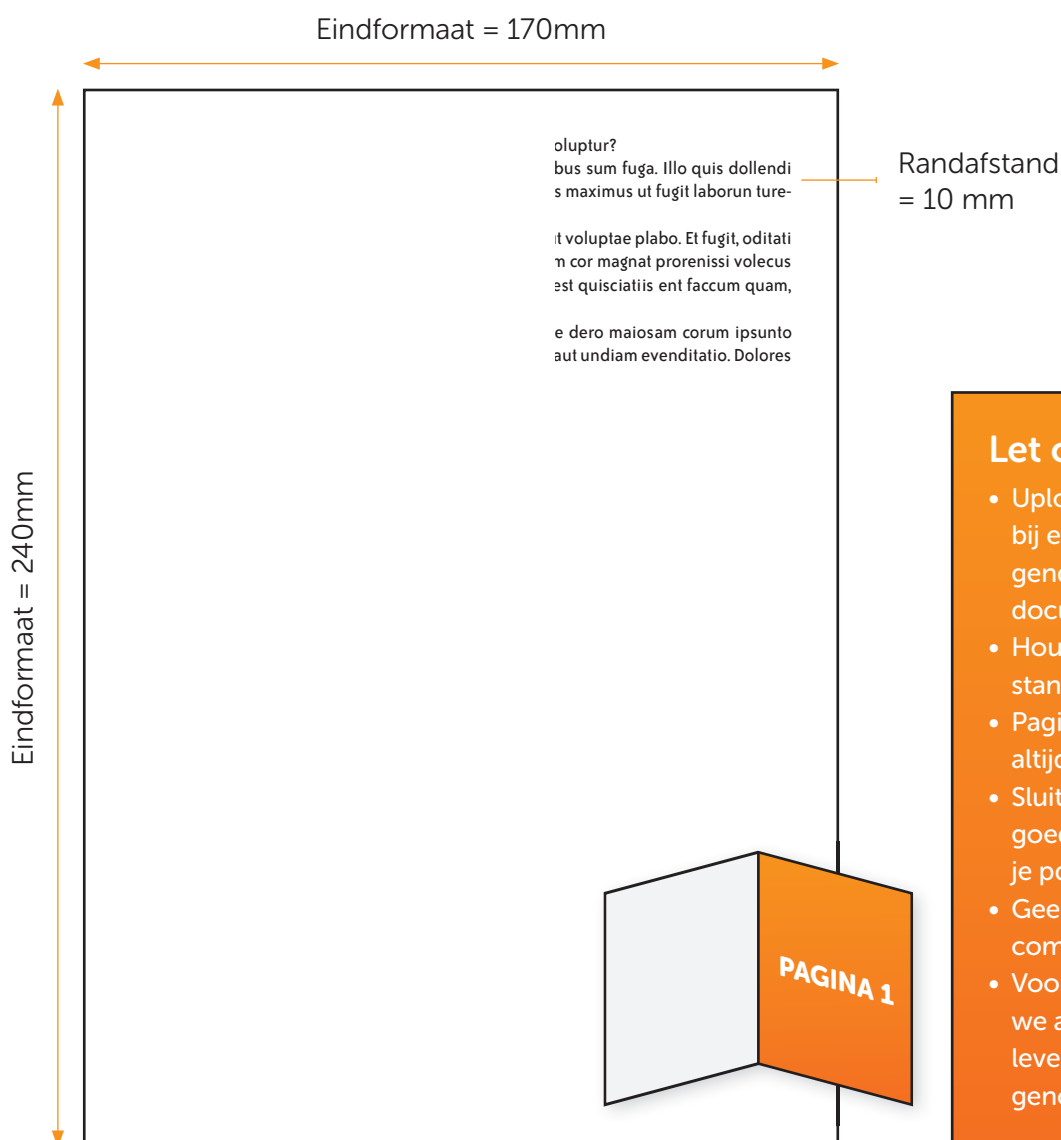 Eindformaat = 170mm
oluptur?
bus sum fuga. Illo quis dollendi
s maximus ut fugit laborun ture-
Randafstand
= 10 mm
t voluptae plabo. Et fugit, oditati
m cor magnat prorenissi volecus
est quisciatiis ent faccum quam,
e dero maiosam corum ipsunto
aut undiam evenditatio. Dolores
Eindformaat = 240mm
PAGINA 1
Let
• Uplo
bij e
gen
doc
• Hou
stan
• Pagi
altij
• Sluit
goe
je po
• Gee
com
• Voo
we a
leve
gen